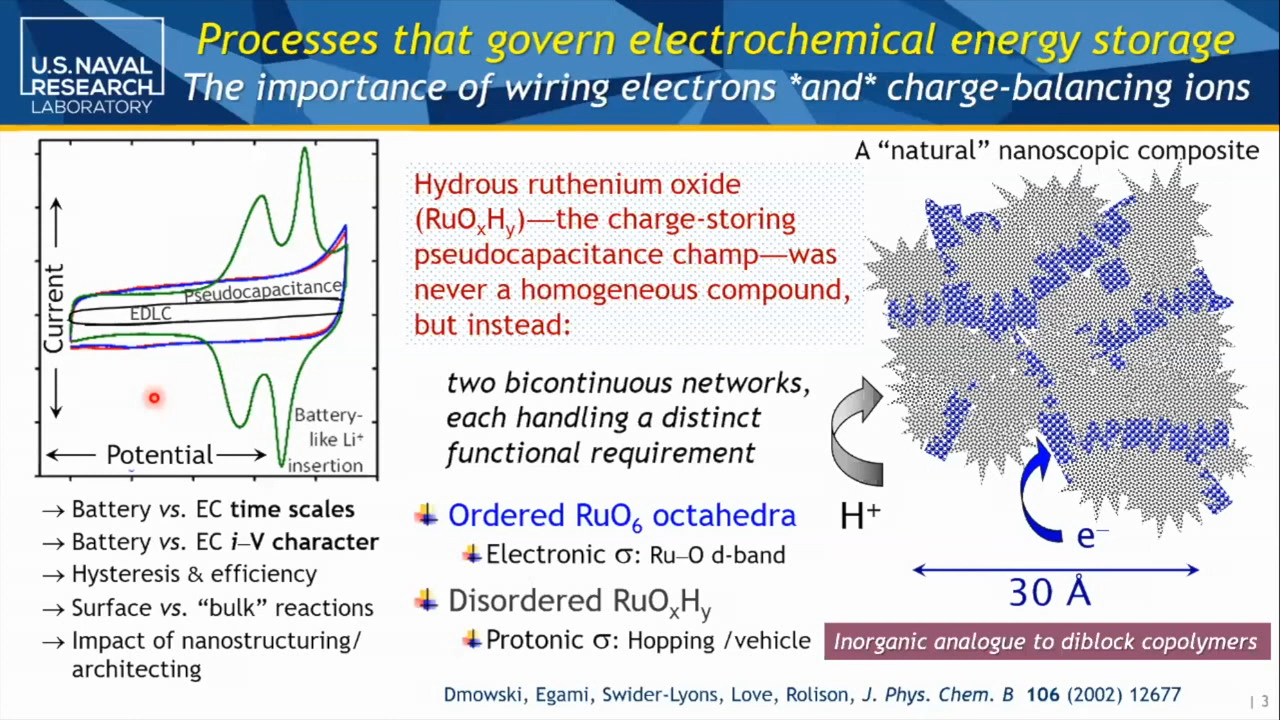 U.S. NAVAL
RESEARCH
LABORATORY
Processes that govern electrochemical energy storage
The importance of wiring electrons *and* charge-balancing ions
Current
Potential
Pseudocapacitance
EDLC
Battery-
like Li⁺
insertion
→ Battery vs. EC time scales
→ Battery vs. EC i–V character
→ Hysteresis & efficiency
→ Surface vs. “bulk” reactions
→ Impact of nanostructuring/
architecting
Hydrous ruthenium oxide
(RuOₓHᵧ)—the charge-storing
pseudocapacitance champ—was
never a homogeneous compound,
but instead:
two bicontinuous networks,
each handling a distinct
functional requirement
Ordered RuO₆ octahedra
Electronic σ: Ru–O d-band
Disordered RuOₓHᵧ
Protonic σ: Hopping /vehicle
A “natural” nanoscopic composite
H⁺
e⁻
30 Å
Inorganic analogue to diblock copolymers
Dmowski, Egami, Swider-Lyons, Love, Rolison, J. Phys. Chem. B 106 (2002) 12677
| 3